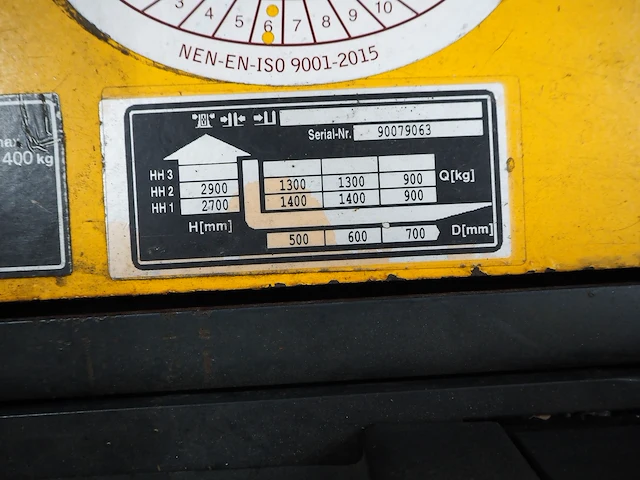 3 4 5 6 7 8 9 10
NEN-EN-ISO 9001-2015
400 kg
Serial-Nr. 90079063
HH 3
HH 2 2900 1300 1300 900 Q[kg]
HH 1 2700 1400 1400 900
H[mm]
500 600 700 D[mm]